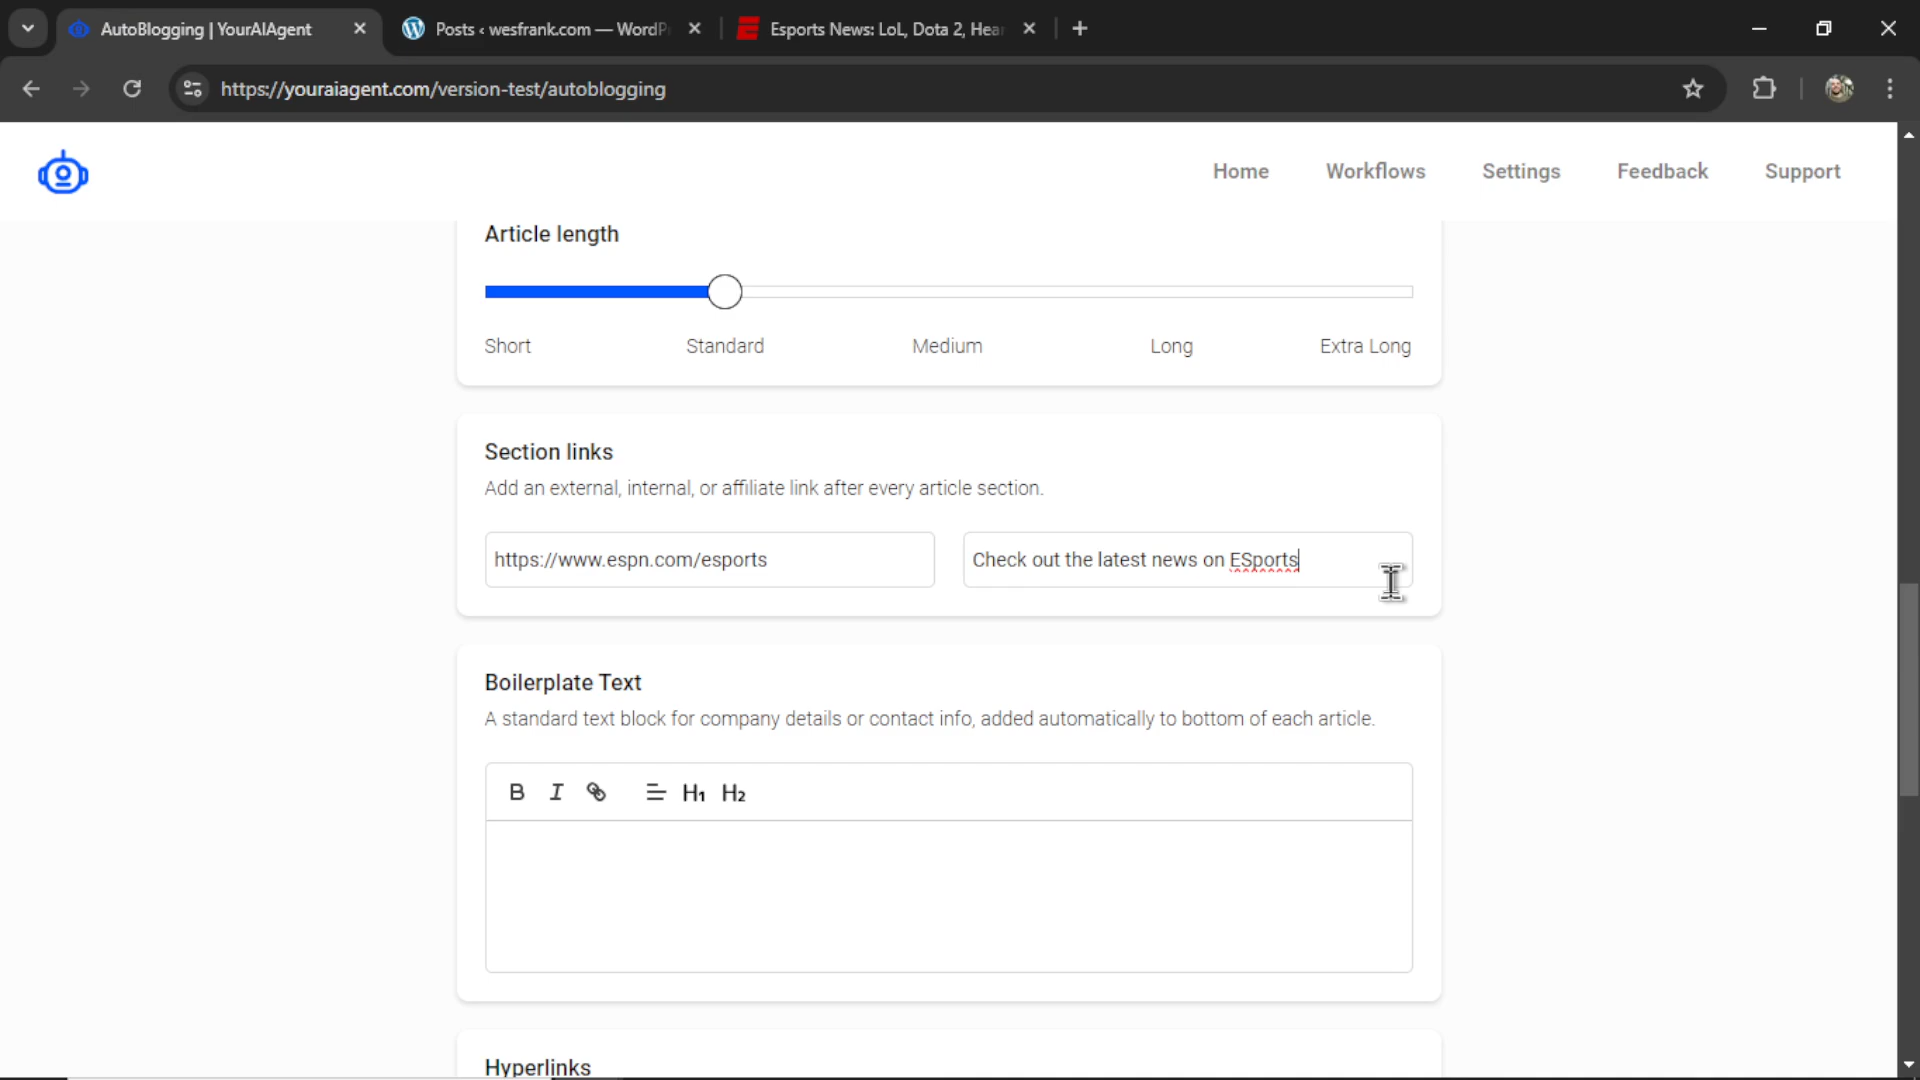 AutoBlogging | YourAIAgent
Posts ‹ wesfrank.com — WordP
Esports News: LoL, Dota 2, Hear
https://youraiagent.com/version-test/autoblogging
Home
Workflows
Settings
Feedback
Support
Article length
Short
Standard
Medium
Long
Extra Long
Section links
Add an external, internal, or affiliate link after every article section.
https://www.espn.com/esports
Check out the latest news on ESports
Boilerplate Text
A standard text block for company details or contact info, added automatically to bottom of each article.
B I H1 H2
Hyperlinks